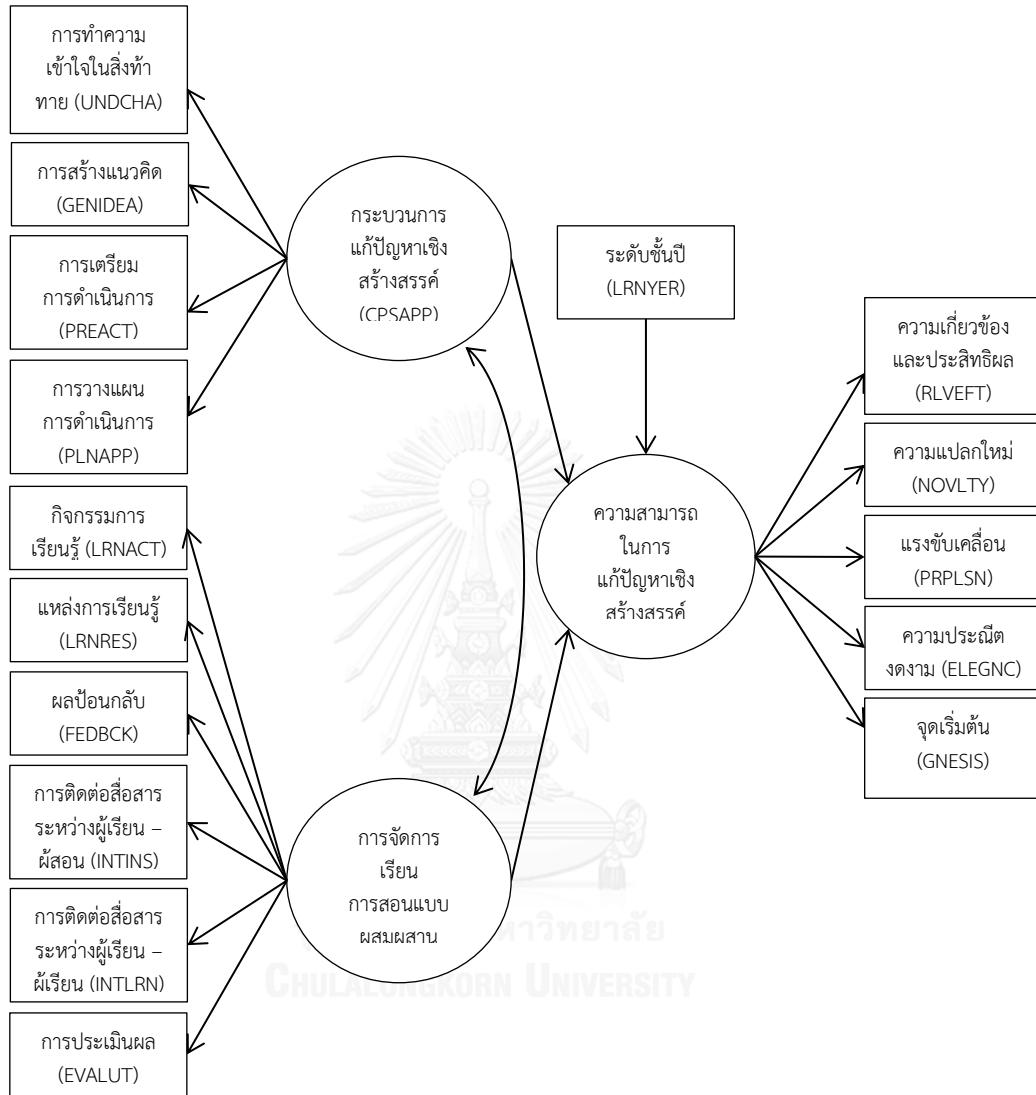 การทำความ
เข้าใจในสิ่งท้า
ทาย (UNDCHA)
การสร้างแนวคิด
(GENIDEA)
การเตรียม
การดำเนินการ
(PREACT)
การวางแผน
การดำเนินการ
(PLNAPP)
กิจกรรมการ
เรียนรู้ (LRNACT)
แหล่งการเรียนรู้
(LRNRES)
ผลป้อนกลับ
(FEDBCK)
การติดต่อสื่อสาร
ระหว่างผู้เรียน –
ผู้สอน (INTINS)
การติดต่อสื่อสาร
ระหว่างผู้เรียน –
ผู้เรียน (INTLRN)
การประเมินผล
(EVALUT)
กระบวนการ
แก้ปัญหาเชิง
สร้างสรรค์
(CPSAPP)
การจัดการ
เรียน
การสอนแบบ
ผสมผสาน
ระดับชั้นปี
(LRNYER)
ความสามารถ
ในการ
แก้ปัญหาเชิง
สร้างสรรค์
ความเกี่ยวข้อง
และประสิทธิผล
(RLVEFT)
ความแปลกใหม่
(NOVLTY)
แรงขับเคลื่อน
(PRPLSN)
ความประณีต
งดงาม (ELEGNC)
จุดเริ่มต้น
(GNESIS)
หาวิทยาลัย
CHULALONGKORN UNIVERSITY